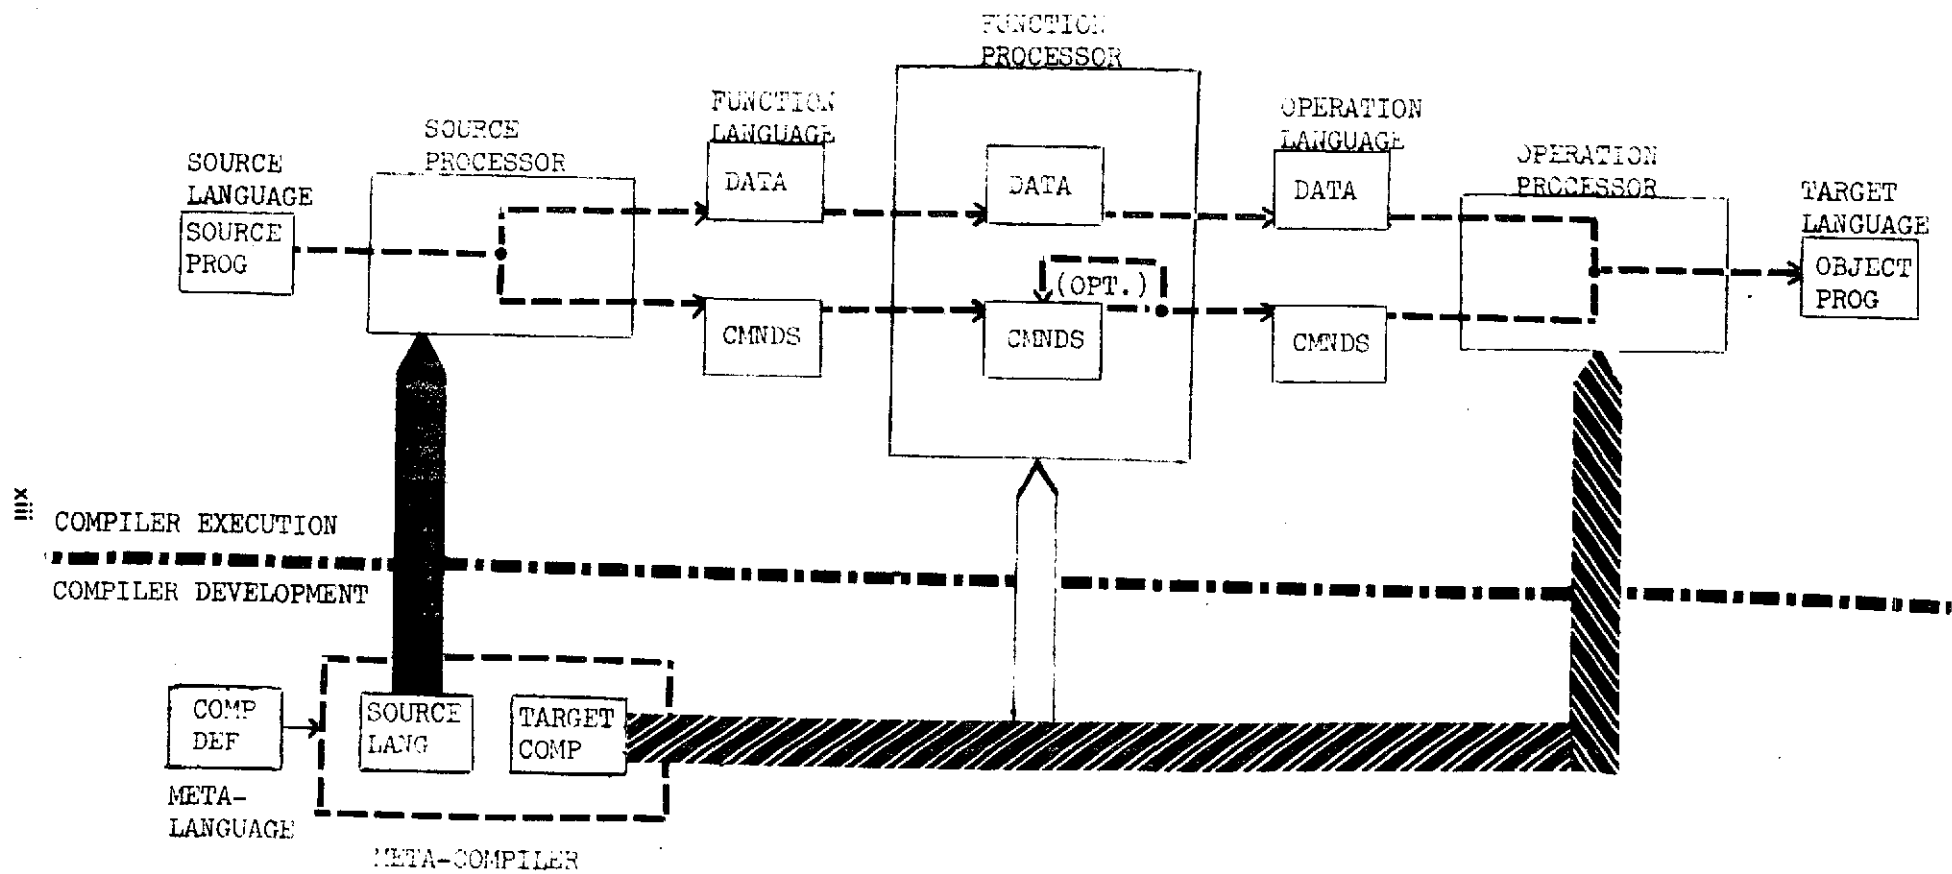 FUNCTION
PROCESSOR
FUNCTION
LANGUAGE
OPERATION
LANGUAGE
SOURCE
PROCESSOR
OPERATION
PROCESSOR
SOURCE
LANGUAGE
TARGET
LANGUAGE
SOURCE
PROG
DATA
DATA
DATA
OBJECT
PROG
(OPT.)
CMNDS
CMNDS
CMNDS
xiii
COMPILER EXECUTION
COMPILER DEVELOPMENT
COMP
DEF
SOURCE
LANG
TARGET
COMP
META-
LANGUAGE
META-COMPILER